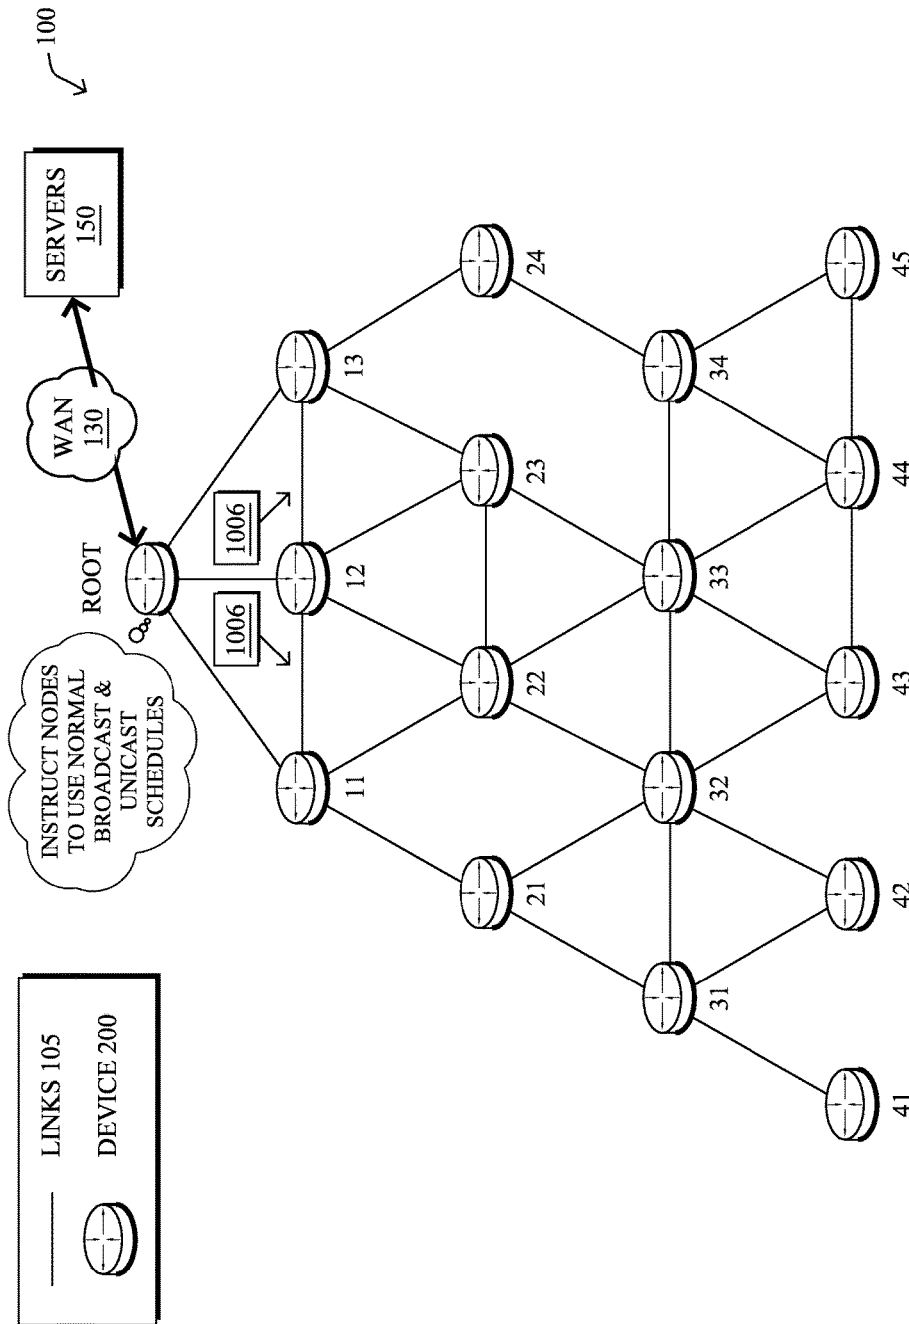 LINKS 105
DEVICE 200
INSTRUCT NODES
TO USE NORMAL
BROADCAST &
UNICAST
SCHEDULES
ROOT
WAN
130
SERVERS
150
100
1006
1006
11
12
13
21
22
23
24
31
32
33
34
41
42
43
44
45